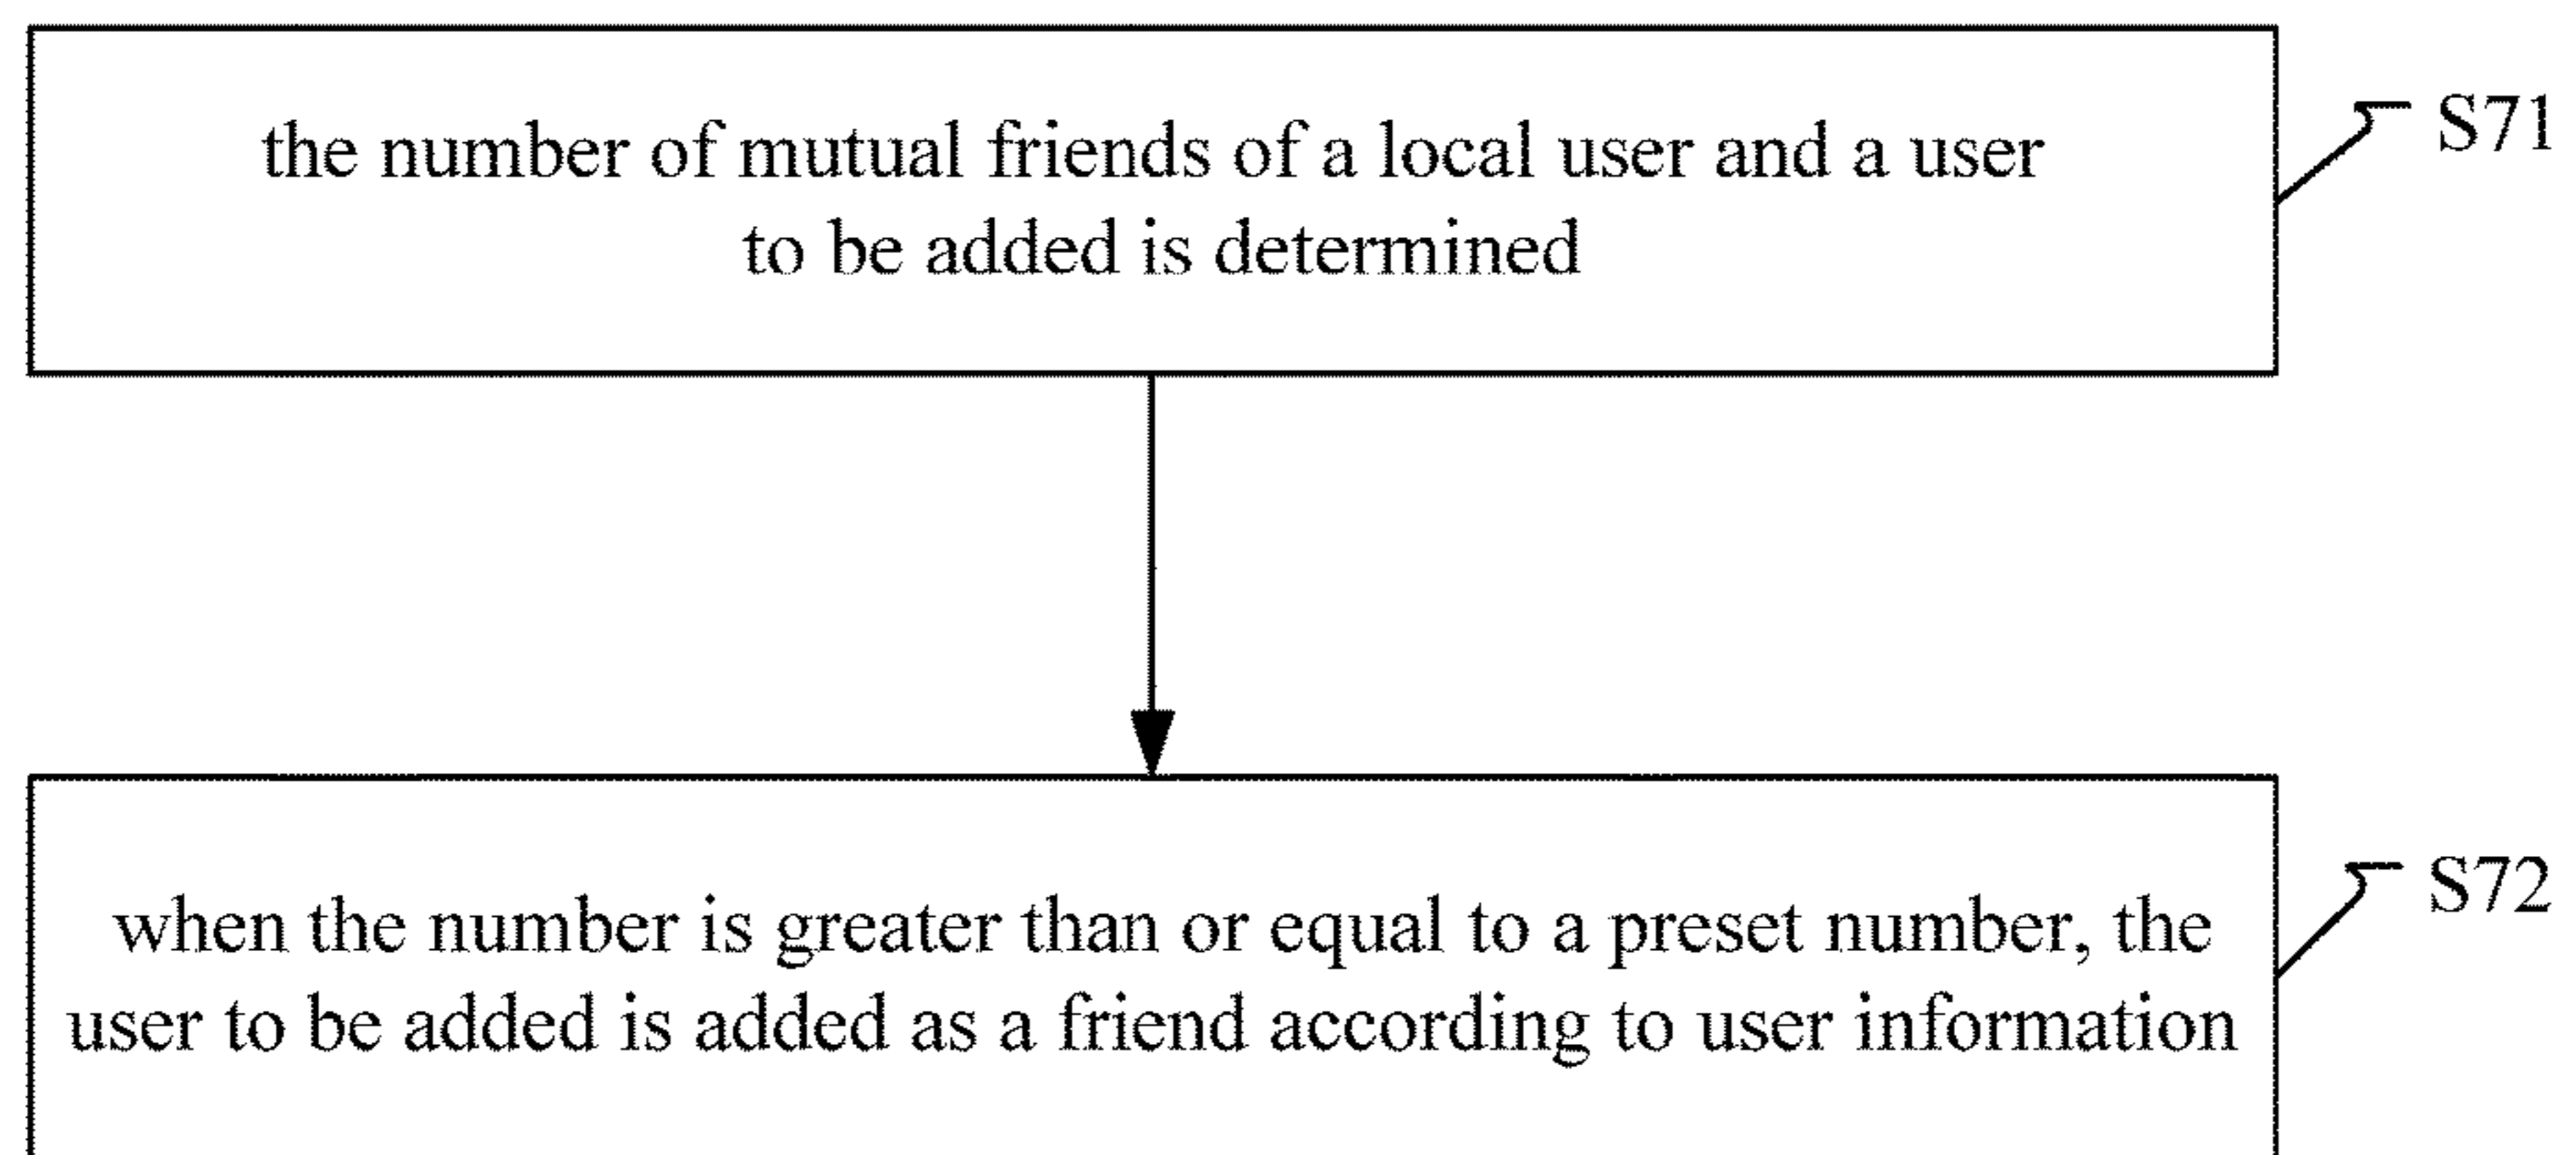 the number of mutual friends of a local user and a user
to be added is determined
S71
when the number is greater than or equal to a preset number, the
user to be added is added as a friend according to user information
S72